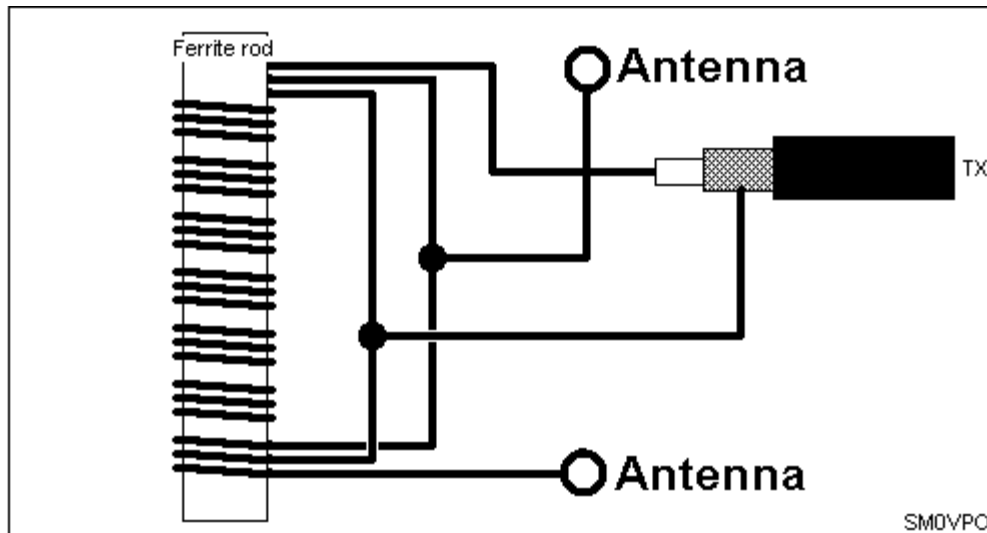 Ferrite rod
Antenna
TX
Antenna
SM0VPO